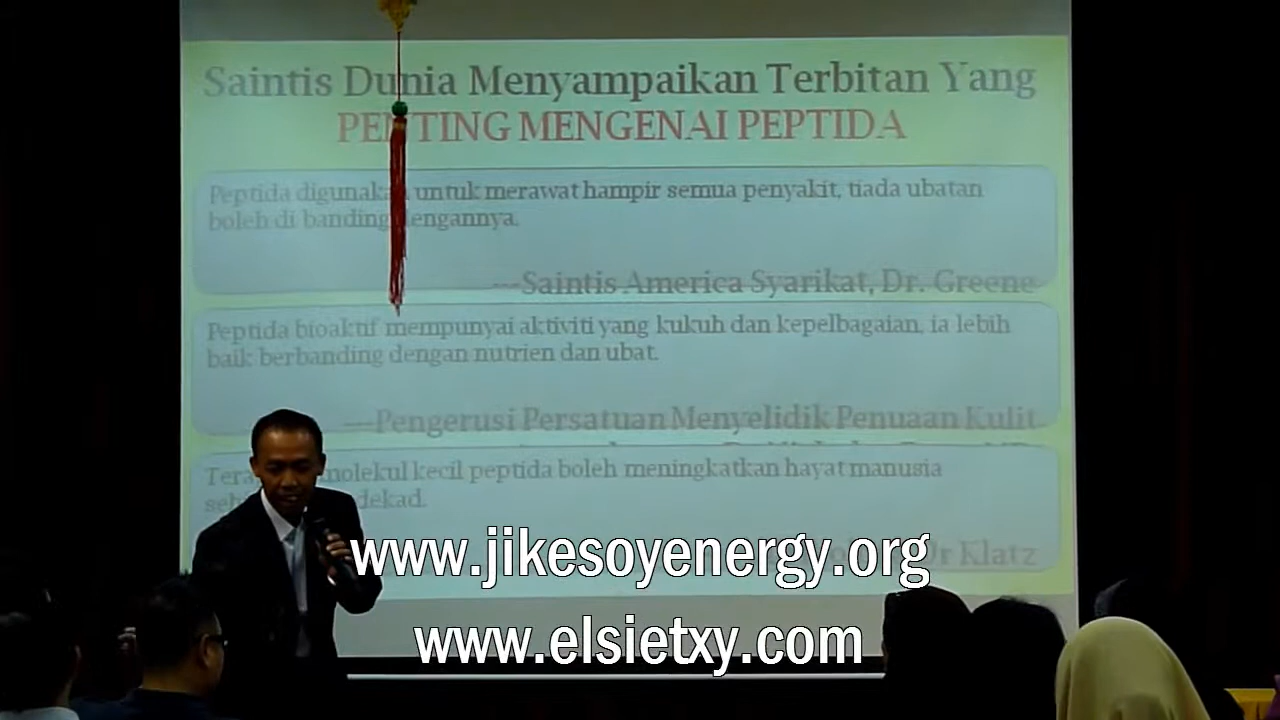 Saintis Dunia Menyampaikan Terbitan Yang
PENTING MENGENAI PEPTIDA
Peptida digunakan untuk merawat hampir semua penyakit, tiada ubatan
boleh di banding dengannya.
---Saintis America Syarikat, Dr. Greene
Peptida bioaktif mempunyai aktiviti yang kukuh dan kepelbagaian, ia lebih
baik berbanding dengan nutrien dan ubat.
---Pengerusi Persatuan Menyelidik Penuaan Kulit
molekul kecil peptida boleh meningkatkan hayat manusia
dekad.
Dr Klatz
www.jikesoyenergy.org
www.elsietxy.com